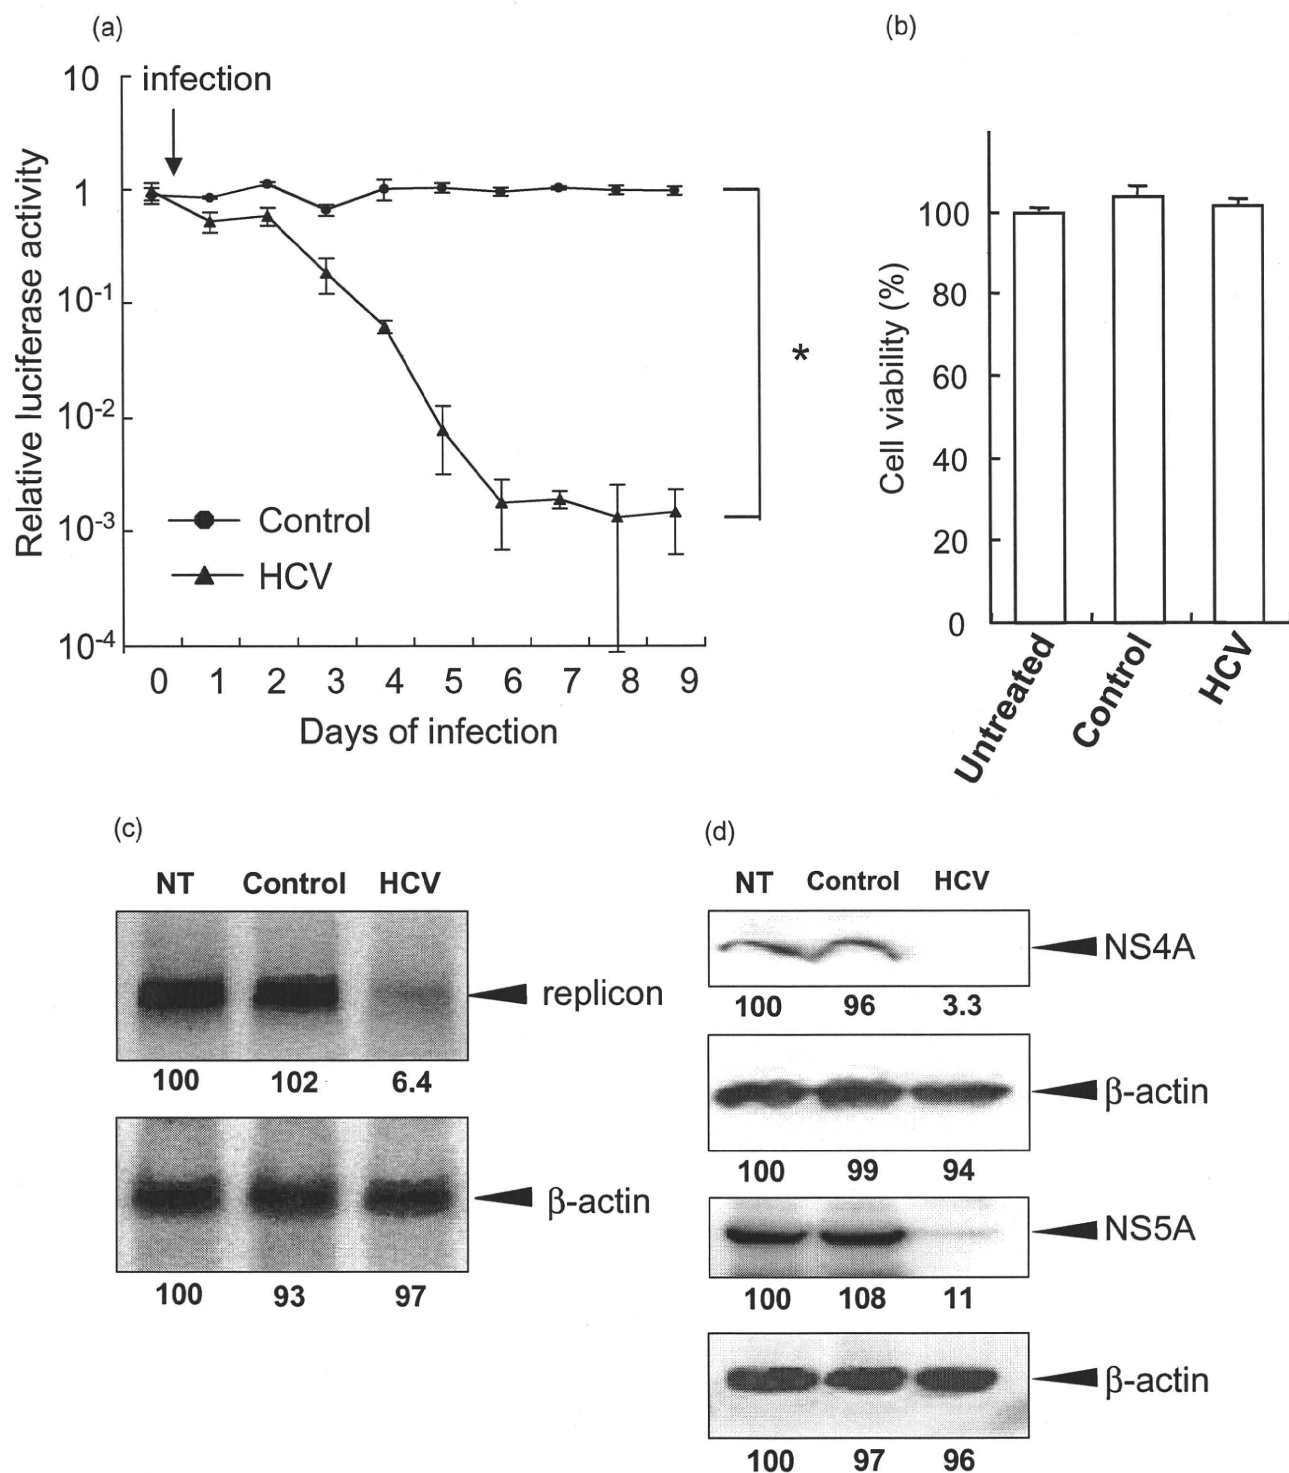 (a)
10
infection
1
10-1
10-2
10-3
10-4
Relative luciferase activity
Control
HCV
*
0 1 2 3 4 5 6 7 8 9
Days of infection
(b)
Cell viability (%)
100
80
60
40
20
0
Untreated
Control
HCV
(c)
NT Control HCV
replicon
100 102 6.4
β-actin
100 93 97
(d)
NT Control HCV
NS4A
100 96 3.3
β-actin
100 99 94
NS5A
100 108 11
β-actin
100 97 96